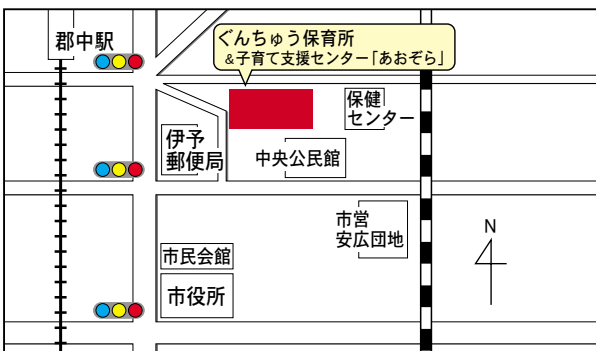 郡中駅
ぐんちゅう保育所
&子育て支援センター「あおぞら」
保健
センター
伊予
郵便局
中央公民館
市営
安広団地
N
市民会館
市役所